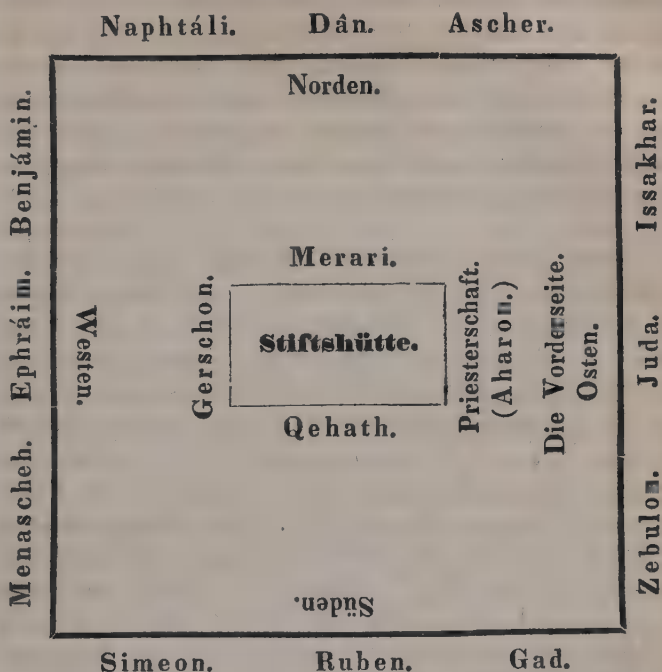 Naphtáli. Dân. Ascher.
Norden.
Benjámin.
Ephráim.
Menascheh.
Westen.
Gerschon.
Merari.
Stiftshütte.
Qehath.
Priesterschaft.
(Aharon.)
Die Vorderseite.
Osten.
Issakhar.
Juda.
Zebulon.
Süden.
Simeon. Ruben. Gad.